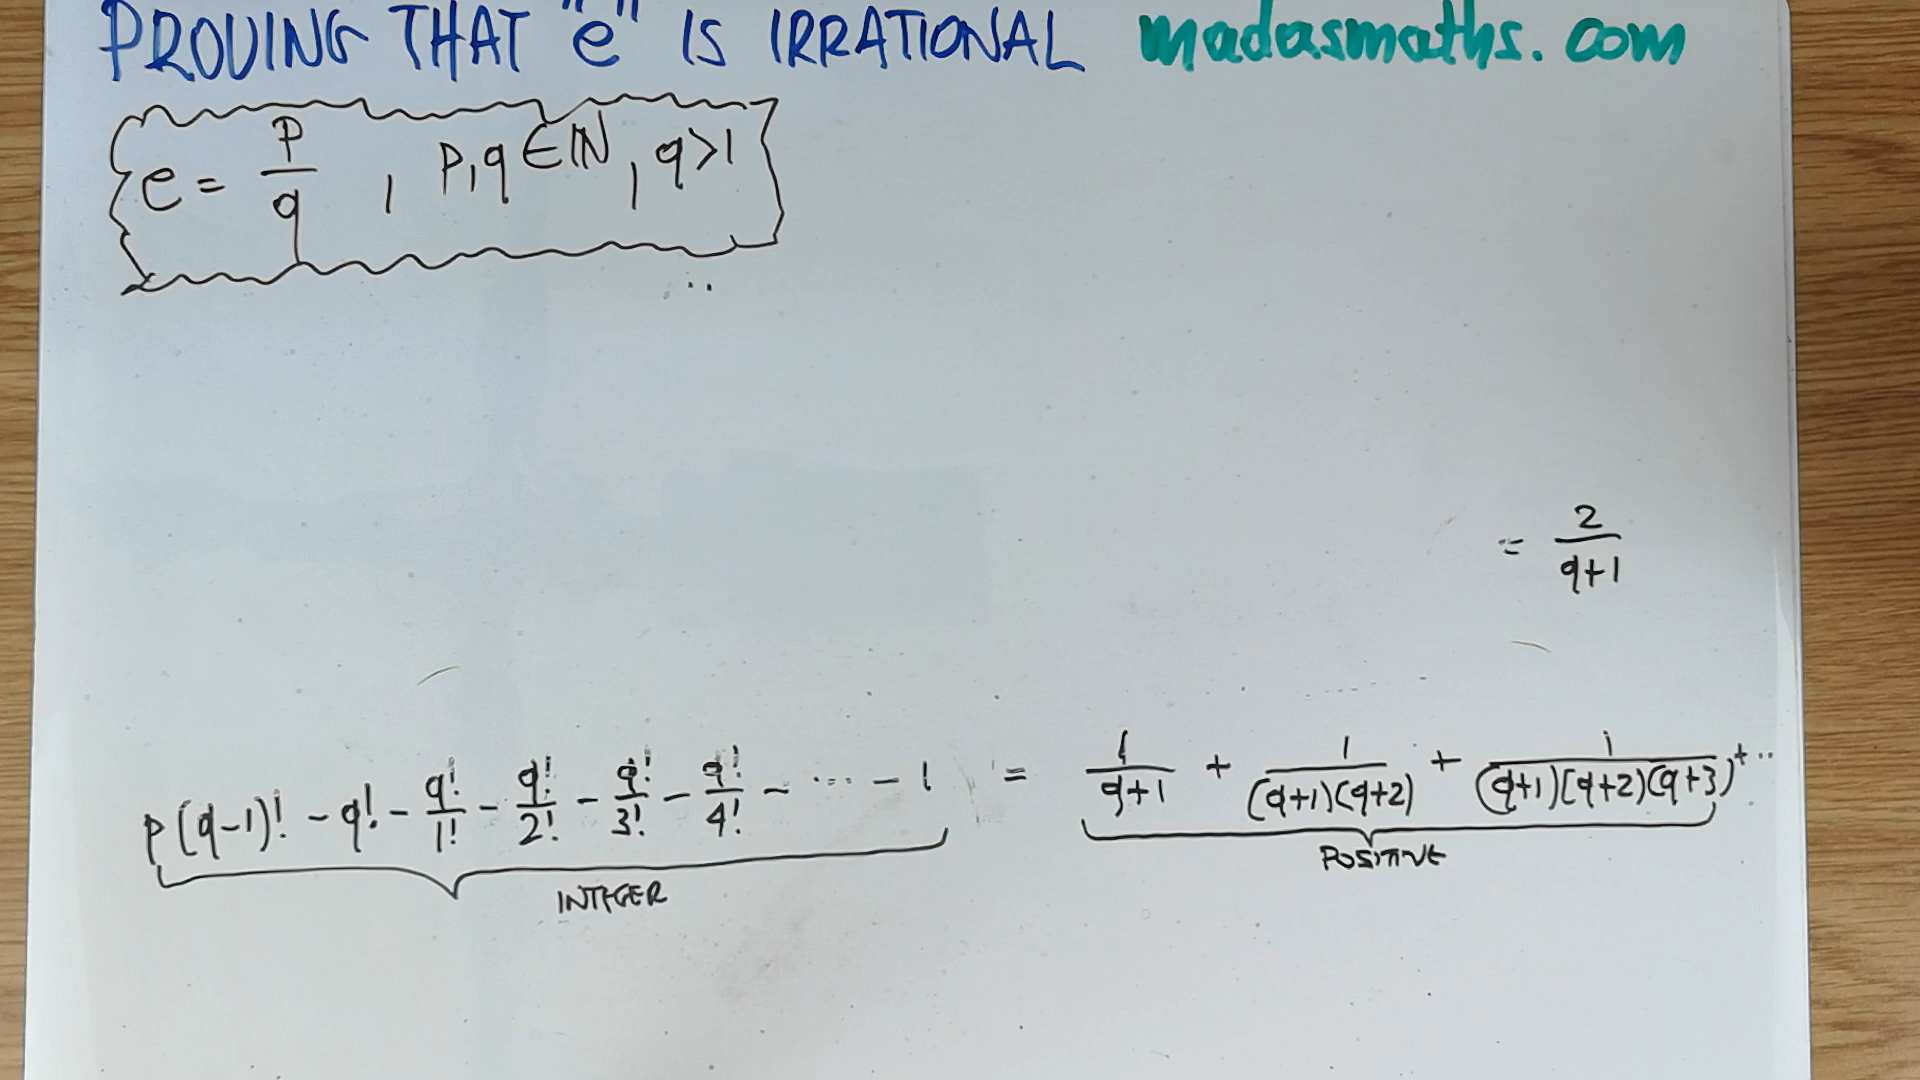 PROVING THAT "e" IS IRRATIONAL madasmaths.com
e = p/q , p,q ∈ ℕ, q>1
= 2/(q+1)
p(q-1)! - q! - q!/1! - q!/2! - q!/3! - q!/4! - ... - 1 = 1/(q+1) + 1/((q+1)(q+2)) + 1/((q+1)(q+2)(q+3)) + ...
INTEGER POSITIVE